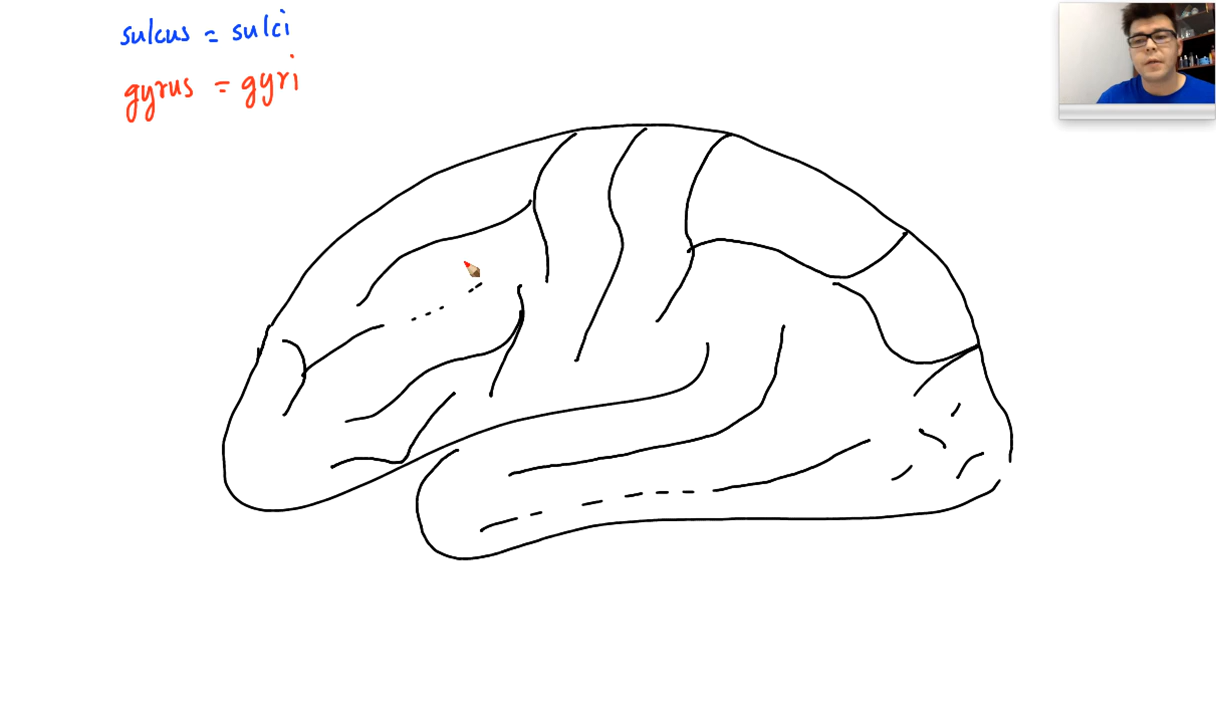 sulcus = sulci
gyrus = gyri